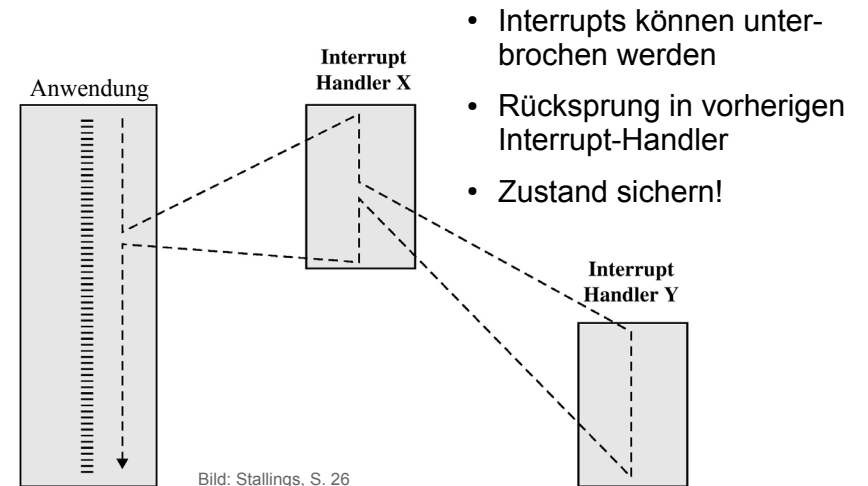 • Interrupts können unter-
brochen werden
• Rücksprung in vorherigen
Interrupt-Handler
• Zustand sichern!
Anwendung
Interrupt
Handler X
Interrupt
Handler Y
Bild: Stallings, S. 26